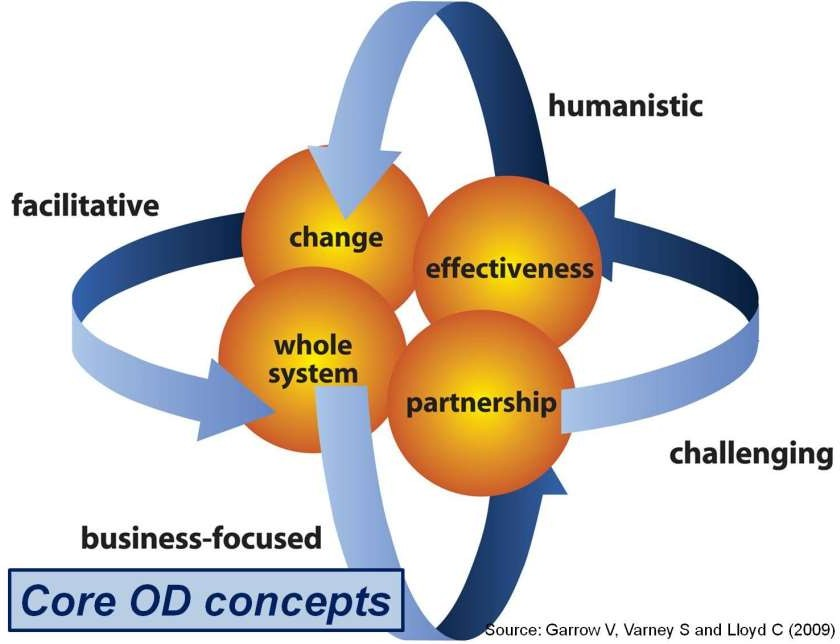 humanistic
facilitative
change
effectiveness
whole
system
partnership
challenging
business-focused
Core OD concepts
Source: Garrow V, Varney S and Lloyd C (2009)